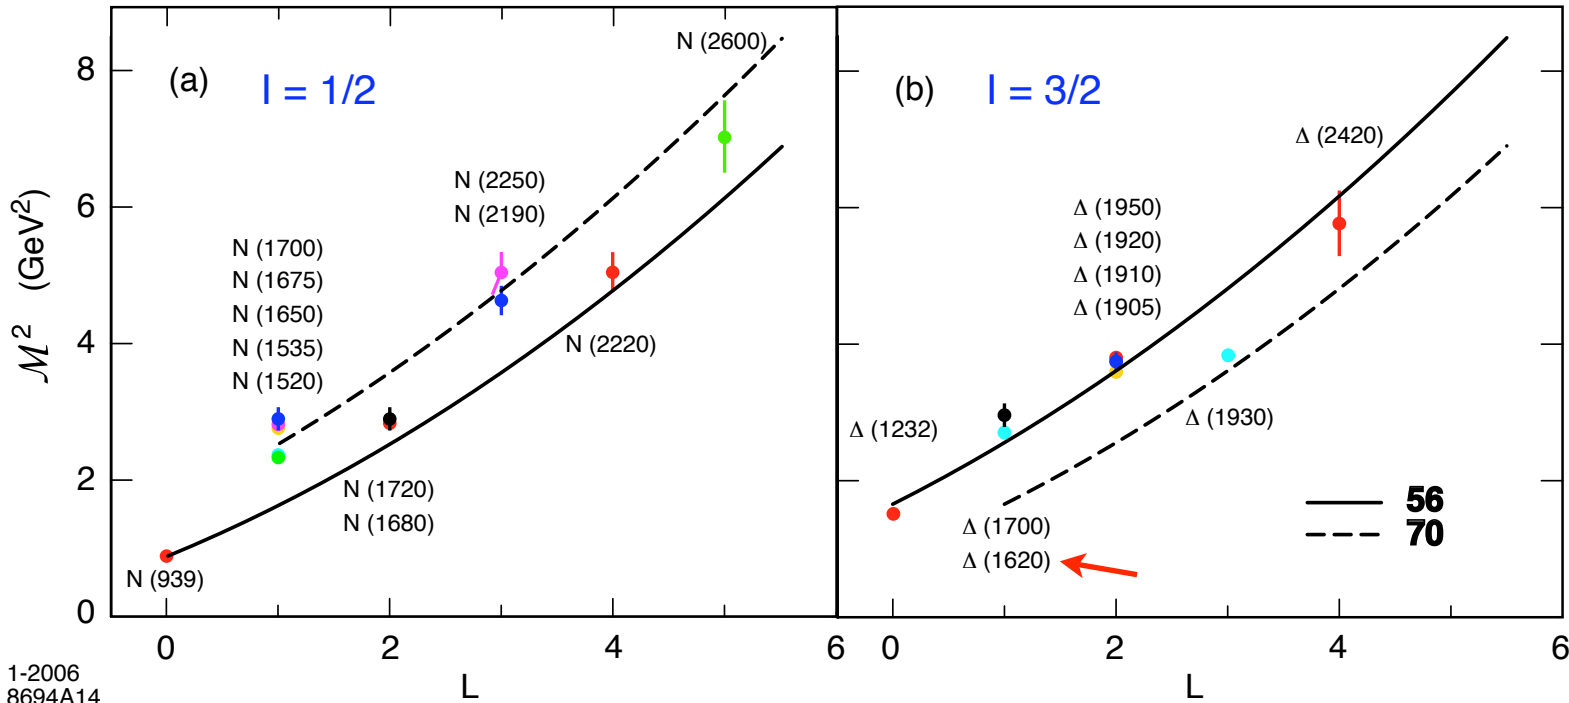 (a)
I = 1/2
N (2600)
N (2250)
N (2190)
N (1700)
N (1675)
N (1650)
N (1535)
N (1520)
N (2220)
N (1720)
N (1680)
N (939)
8
6
4
2
0
ℳ² (GeV²)
0 2 4 6
L
(b)
I = 3/2
Δ (2420)
Δ (1950)
Δ (1920)
Δ (1910)
Δ (1905)
Δ (1232)
Δ (1930)
Δ (1700)
Δ (1620)
56
70
0 2 4 6
L
1-2006
8694A14